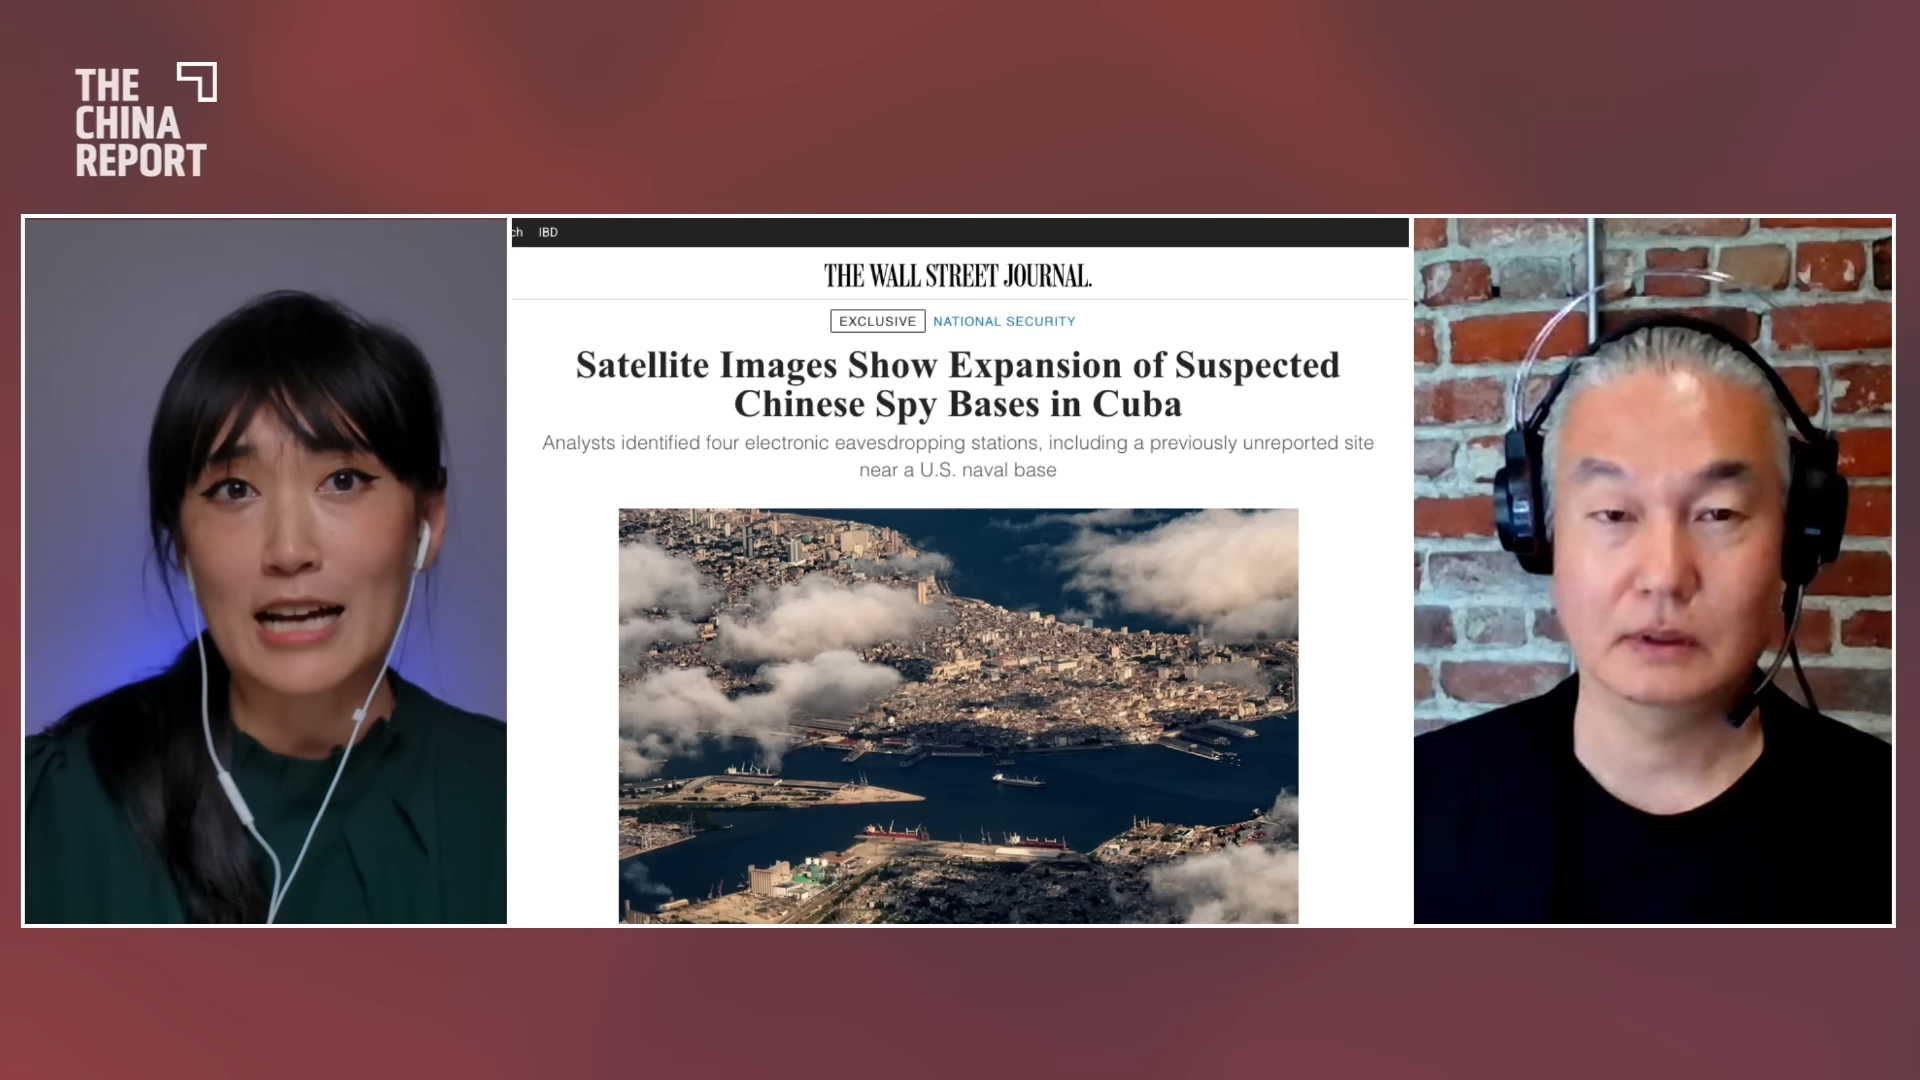 THE
CHINA
REPORT
ch IBD
THE WALL STREET JOURNAL.
EXCLUSIVE NATIONAL SECURITY
Satellite Images Show Expansion of Suspected
Chinese Spy Bases in Cuba
Analysts identified four electronic eavesdropping stations, including a previously unreported site
near a U.S. naval base